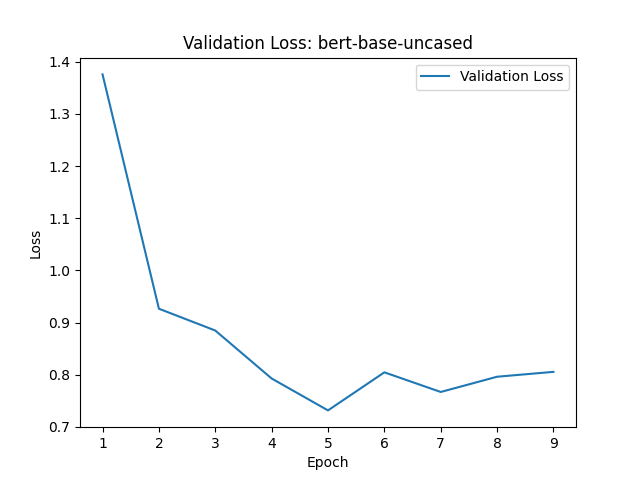 Validation Loss: bert-base-uncased
Validation Loss
1.4
1.3
1.2
1.1
1.0
0.9
0.8
0.7
Loss
1 2 3 4 5 6 7 8 9
Epoch